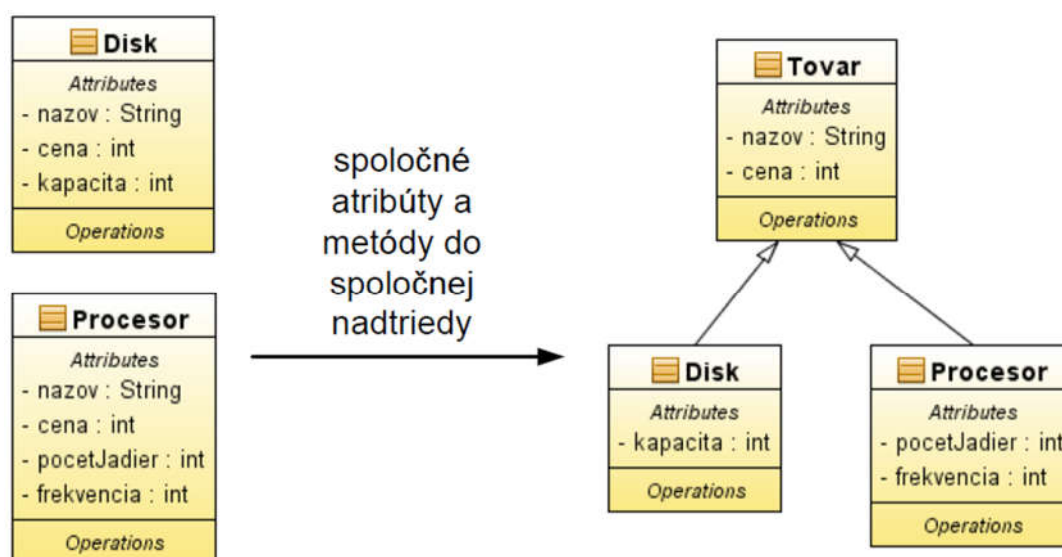 Disk
Attributes
- nazov : String
- cena : int
- kapacita : int
Operations
Procesor
Attributes
- nazov : String
- cena : int
- pocetJadier : int
- frekvencia : int
Operations
spoločné
atribúty a
metódy do
spoločnej
nadtriedy
Tovar
Attributes
- nazov : String
- cena : int
Operations
Disk
Attributes
- kapacita : int
Operations
Procesor
Attributes
- pocetJadier : int
- frekvencia : int
Operations